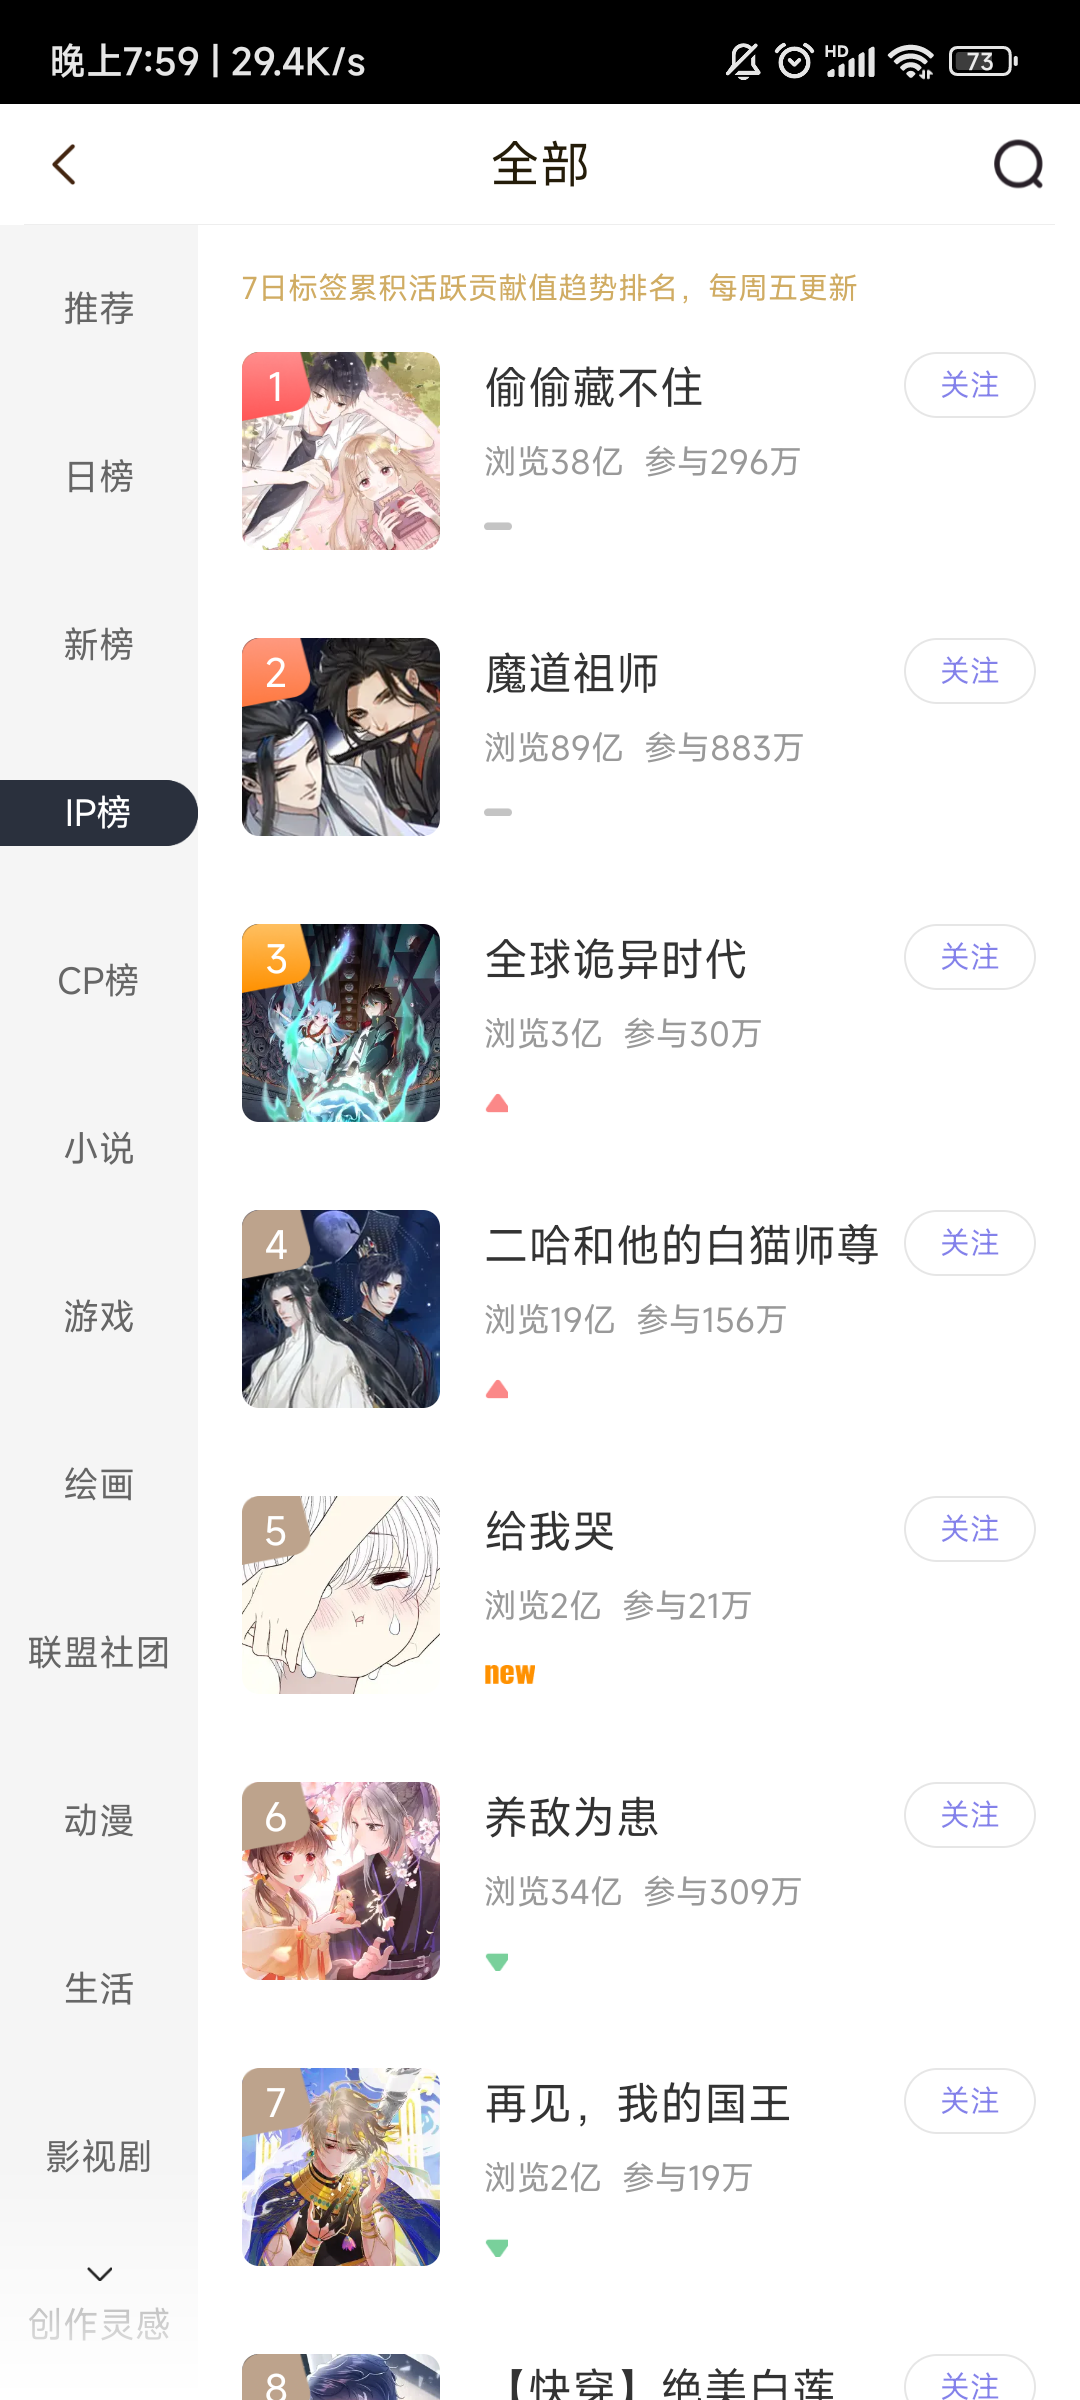 晚上7:59 | 29.4K/s
HD
73
全部
推荐
日榜
新榜
IP榜
CP榜
小说
游戏
绘画
联盟社团
动漫
生活
影视剧
创作灵感
7日标签累积活跃贡献值趋势排名，每周五更新
1
偷偷藏不住
关注
浏览38亿 参与296万
2
魔道祖师
关注
浏览89亿 参与883万
3
全球诡异时代
关注
浏览3亿 参与30万
4
二哈和他的白猫师尊
关注
浏览19亿 参与156万
5
给我哭
关注
浏览2亿 参与21万
new
6
养敌为患
关注
浏览34亿 参与309万
7
再见，我的国王
关注
浏览2亿 参与19万
8
【快穿】绝美白莲
关注